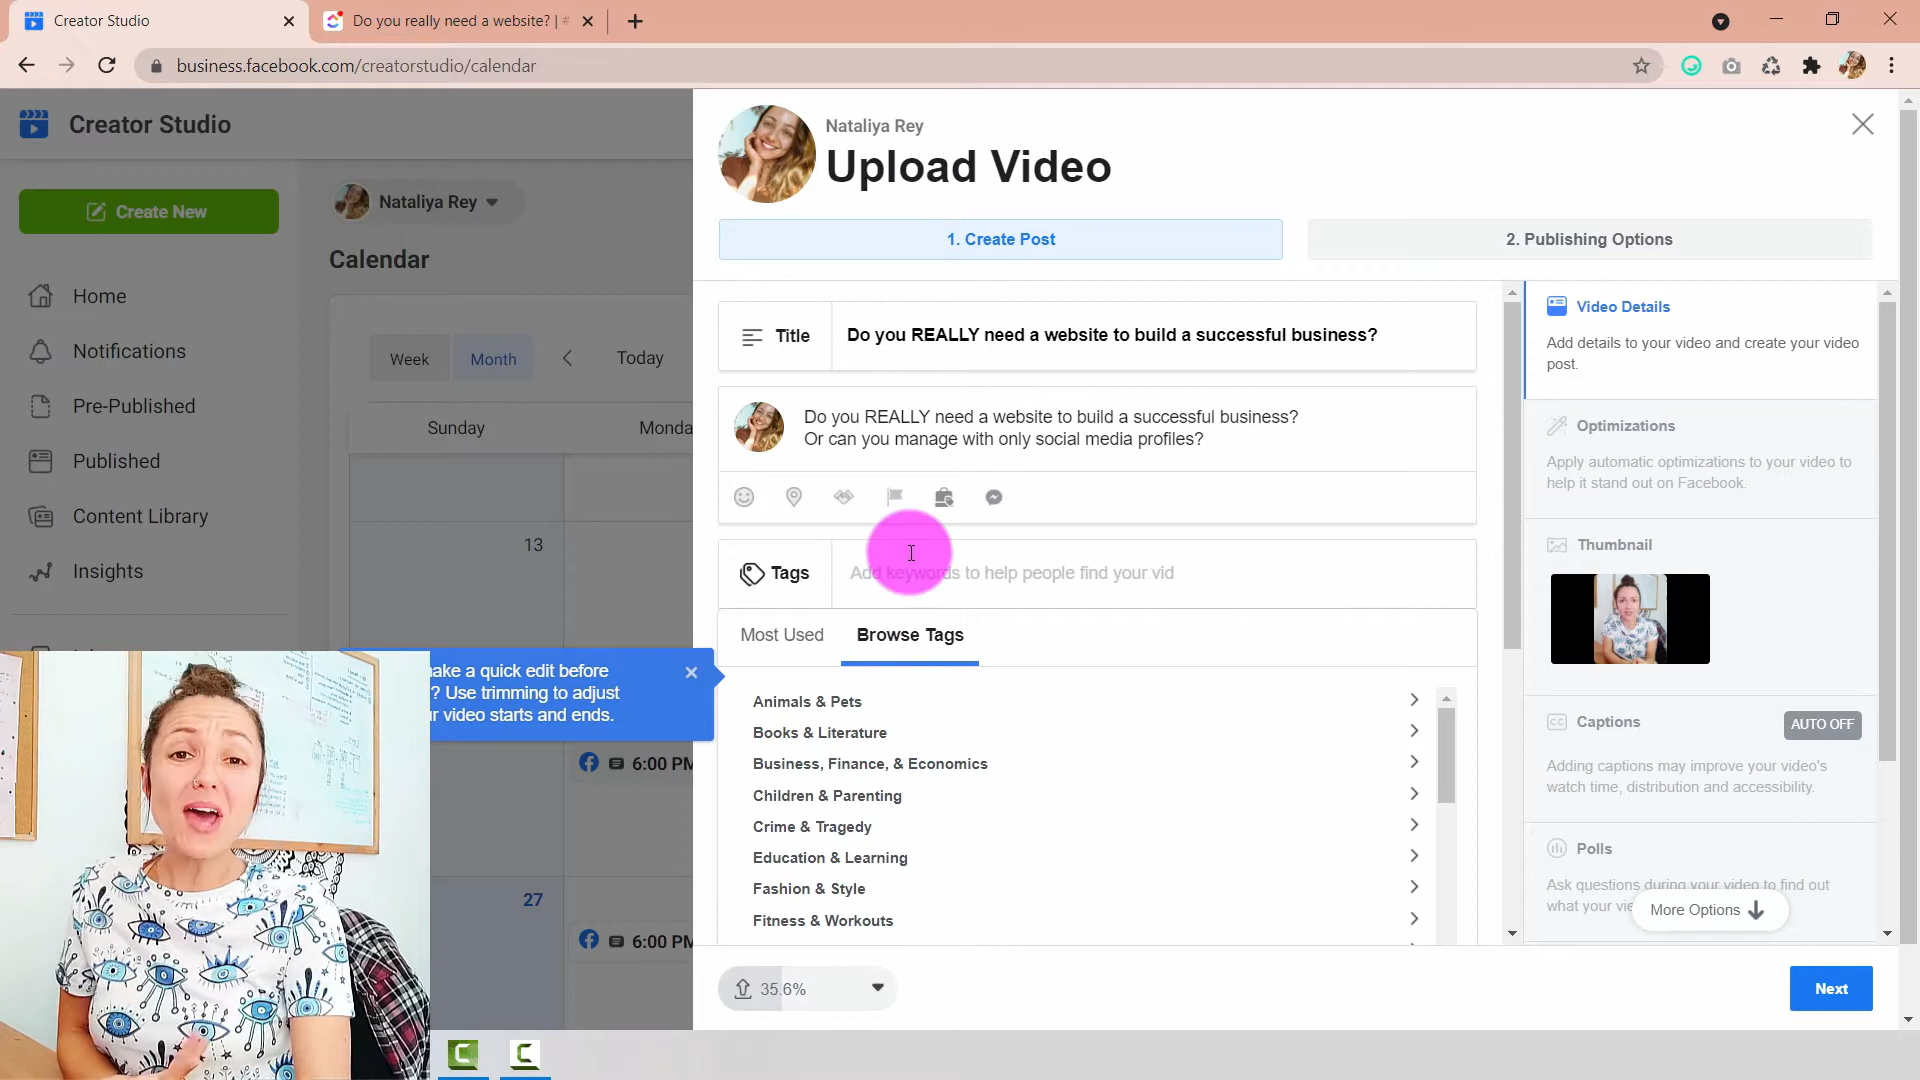 Creator Studio
Do you really need a website? | #
business.facebook.com/creatorstudio/calendar
Creator Studio
Create New
Home
Notifications
Pre-Published
Published
Content Library
Insights
Nataliya Rey
Calendar
Week
Month
Today
Sunday
Monda
13
27
6:00 PM
6:00 PM
ake a quick edit before
? Use trimming to adjust
r video starts and ends.
Nataliya Rey
Upload Video
1. Create Post
2. Publishing Options
Title
Do you REALLY need a website to build a successful business?
Do you REALLY need a website to build a successful business?
Or can you manage with only social media profiles?
Tags
Add keywords to help people find your vid
Most Used
Browse Tags
Animals & Pets
Books & Literature
Business, Finance, & Economics
Children & Parenting
Crime & Tragedy
Education & Learning
Fashion & Style
Fitness & Workouts
35.6%
Video Details
Add details to your video and create your video
post.
Optimizations
Apply automatic optimizations to your video to
help it stand out on Facebook.
Thumbnail
CC
Captions
AUTO OFF
Adding captions may improve your video's
watch time, distribution and accessibility.
Polls
Ask questions during your video to find out
what your vie
More Options
Next